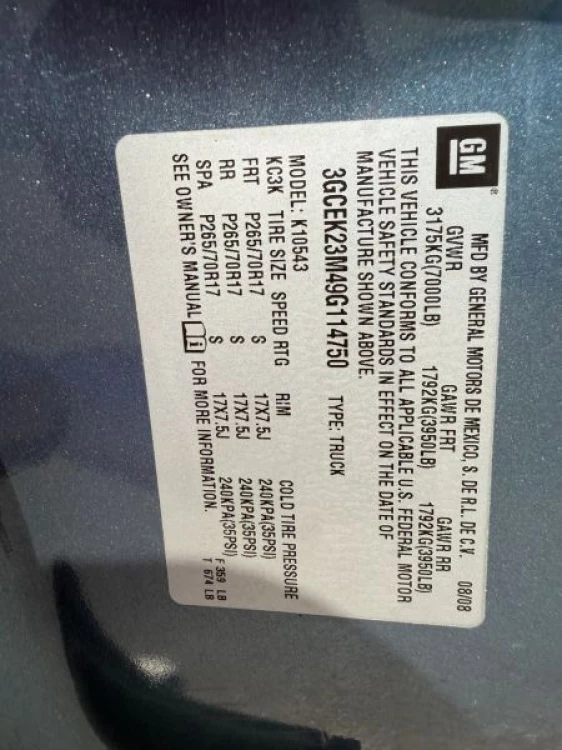 GM ®
MFD BY GENERAL MOTORS DE MEXICO, S. DE R.L. DE C.V. 08/08
GVWR GAWR FRT GAWR RR
3175KG(7000LB) 1792KG(3950LB) 1792KG(3950LB)
THIS VEHICLE CONFORMS TO ALL APPLICABLE U.S. FEDERAL MOTOR
VEHICLE SAFETY STANDARDS IN EFFECT ON THE DATE OF
MANUFACTURE SHOWN ABOVE.
3GCEK23M49G114750 TYPE: TRUCK
MODEL: K10543
KC3K TIRE SIZE SPEED RTG RIM COLD TIRE PRESSURE
FRT P265/70R17 S 17X7.5J 240KPA(35PSI)
RR P265/70R17 S 17X7.5J 240KPA(35PSI)
SPA P265/70R17 S 17X7.5J 240KPA(35PSI)
SEE OWNER'S MANUAL i FOR MORE INFORMATION.
F 359 LB
T 674 LB